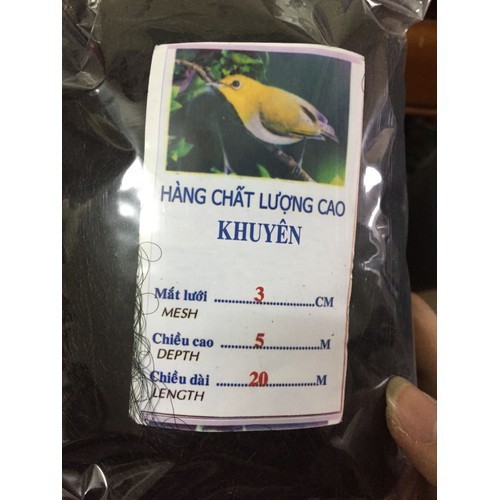 HÀNG CHẤT LƯỢNG CAO
KHUYÊN
Mắt lưới ........................3........................CM
MESH
Chiều cao ........................5........................M
DEPTH
Chiều dài ........................20........................M
LENGTH